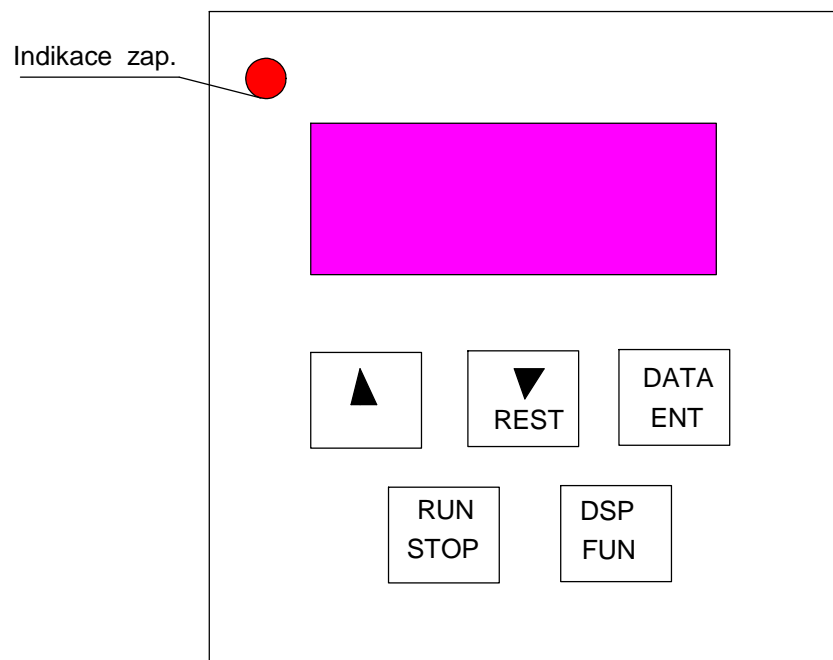 Indikace zap.
DATA
ENT
REST
RUN
STOP
DSP
FUN